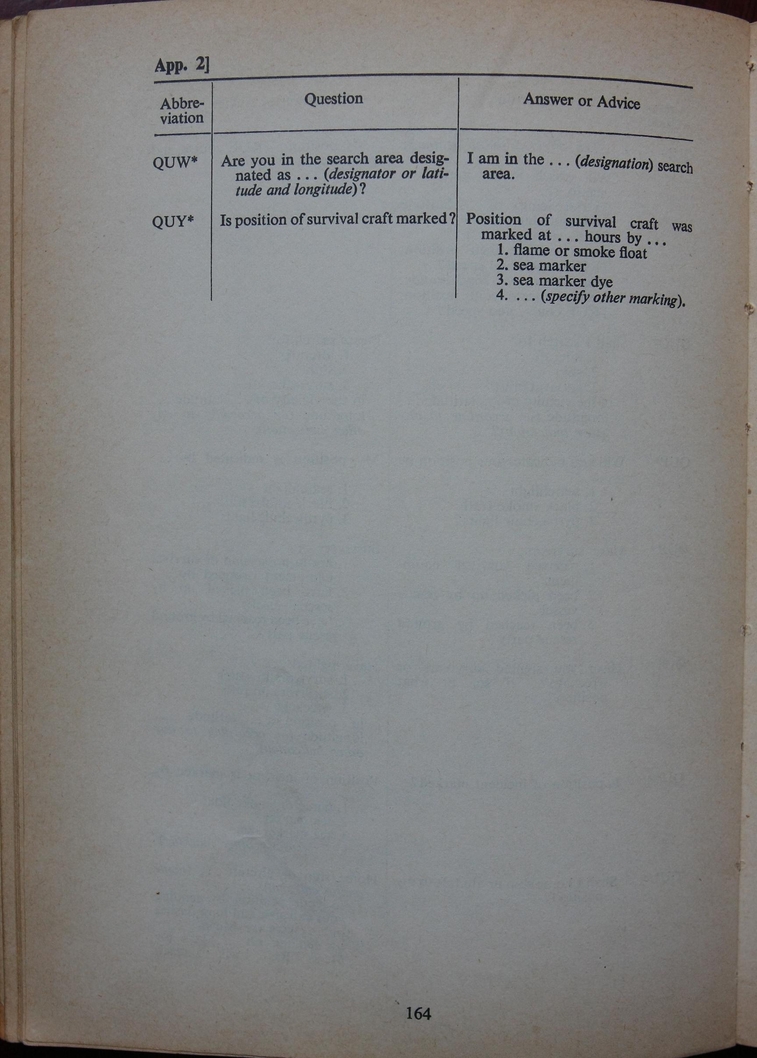 App. 2]
Abbre-
viation
Question
Answer or Advice
QUW*
Are you in the search area desig-
nated as ... (designator or lati-
tude and longitude)?
I am in the ... (designation) search
area.
QUY*
Is position of survival craft marked?
Position of survival craft was
marked at ... hours by ...
1. flame or smoke float
2. sea marker
3. sea marker dye
4. ... (specify other marking).
164